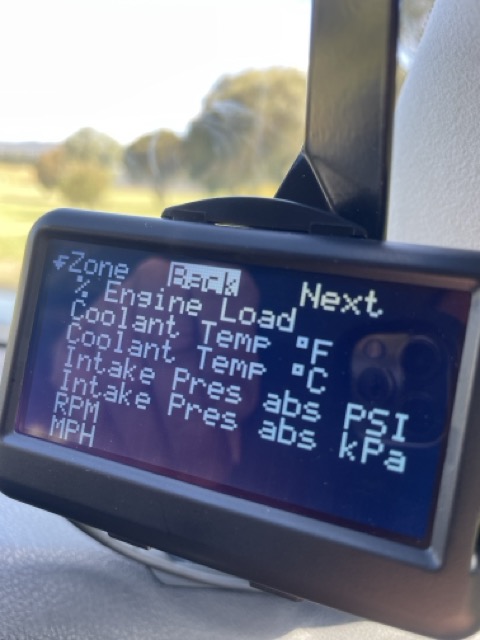 Zone Back Next
% Engine Load
Coolant Temp °F
Coolant Temp °C
Intake Pres abs PSI
Intake Pres abs kPa
RPM
MPH